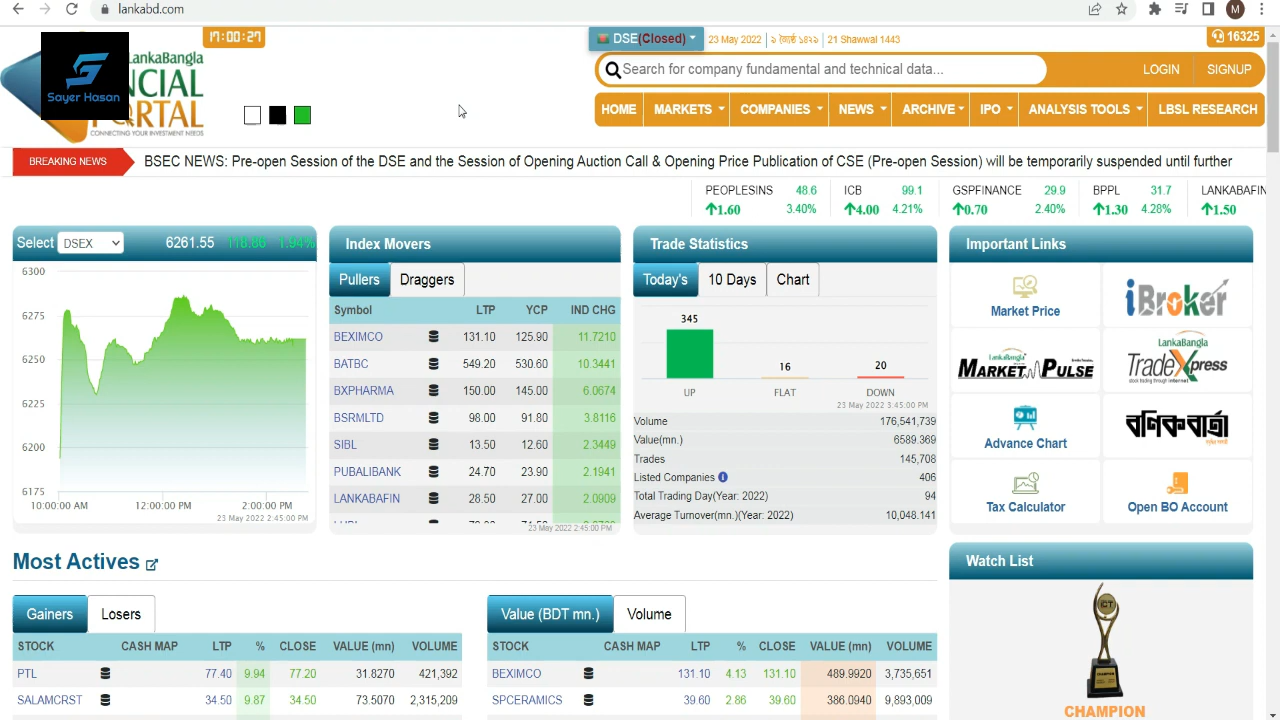 lankabd.com
M
17:00:27
DSE(Closed)
23 May 2022
21 Shawwal 1443
16325
Sayer Hasan
LankaBangla
NCIAL
PORTAL
CONNECTING YOUR INVESTMENT NEEDS
Search for company fundamental and technical data...
LOGIN
SIGNUP
HOME
MARKETS
COMPANIES
NEWS
ARCHIVE
IPO
ANALYSIS TOOLS
LBSL RESEARCH
BREAKING NEWS
BSEC NEWS: Pre-open Session of the DSE and the Session of Opening Auction Call & Opening Price Publication of CSE (Pre-open Session) will be temporarily suspended until further
PEOPLESINS 48.6
1.60 3.40%
ICB 99.1
4.00 4.21%
GSPFINANCE 29.9
0.70 2.40%
BPPL 31.7
1.30 4.28%
LANKABAFIN
1.50
Select DSEX 6261.55 118.86 1.94%
6300
6275
6250
6225
6200
6175
10:00:00 AM 12:00:00 PM 2:00:00 PM
23 May 2022 2:45:00 PM
Index Movers
Pullers Draggers
Symbol LTP YCP IND CHG
BEXIMCO 131.10 125.90 11.7210
BATBC 549.20 530.60 10.3441
BXPHARMA 150.00 145.00 6.0674
BSRMLTD 98.00 91.80 3.8116
SIBL 13.50 12.60 2.3449
PUBALIBANK 24.70 23.90 2.1941
LANKABAFIN 28.50 27.00 2.0909
23 May 2022 2:45:00 PM
Trade Statistics
Today's 10 Days Chart
345
16
20
UP FLAT DOWN
23 May 2022 3:45:00 PM
Volume 176,541,739
Value(mn.) 6589.369
Trades 145,708
Listed Companies 406
Total Trading Day(Year: 2022) 94
Average Turnover(mn.)(Year: 2022) 10,048.141
Important Links
Market Price
iBroker
LankaBangla
MARKET PULSE
LankaBangla
TradeXpress
stock trading through internet
Advance Chart
বণিক বার্তা
Tax Calculator
Open BO Account
Most Actives
Gainers Losers
STOCK CASH MAP LTP % CLOSE VALUE (mn) VOLUME
PTL 77.40 9.94 77.20 31.8270 421,392
SALAMCRST 34.50 9.87 34.50 73.5070 2,315,209
Value (BDT mn.) Volume
STOCK CASH MAP LTP % CLOSE VALUE (mn) VOLUME
BEXIMCO 131.10 4.13 131.10 489.9920 3,735,651
SPCERAMICS 39.60 2.86 39.60 386.0940 9,893,009
Watch List
ICT
CHAMPION